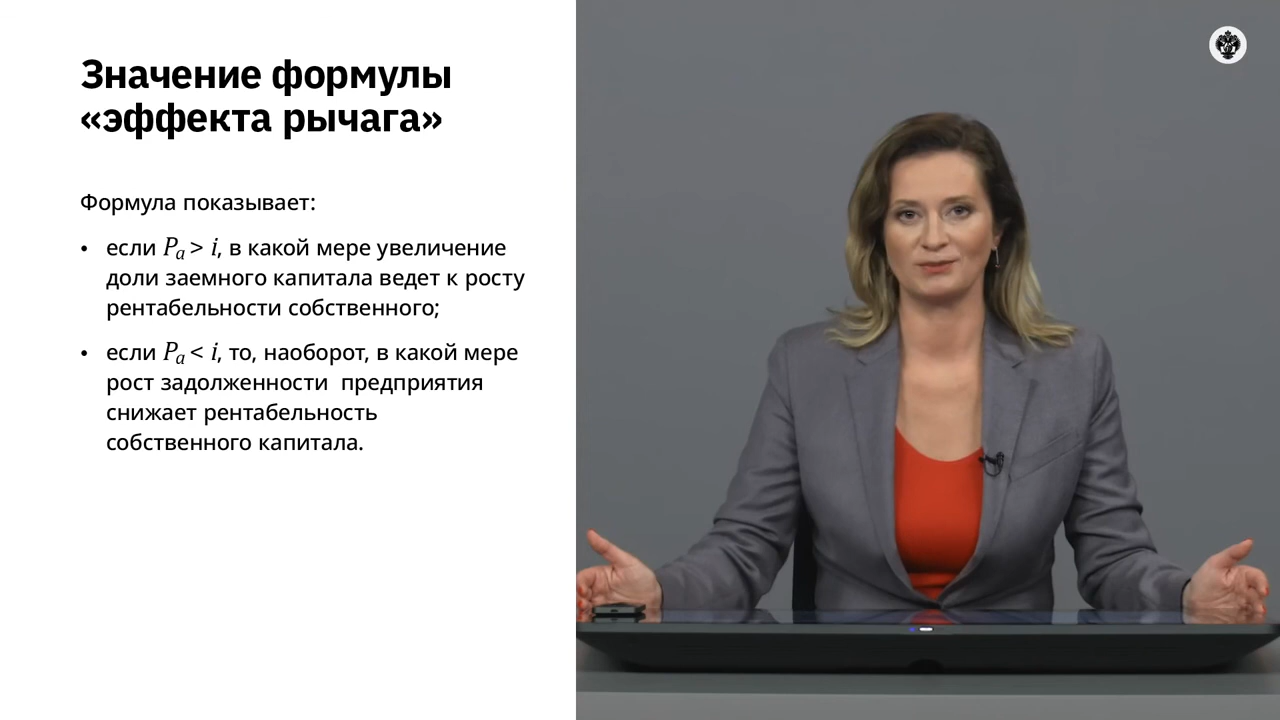 Значение формулы
«эффекта рычага»
Формула показывает:
• если Pa > i, в какой мере увеличение
доли заемного капитала ведет к росту
рентабельности собственного;
• если Pa < i, то, наоборот, в какой мере
рост задолженности  предприятия
снижает рентабельность
собственного капитала.